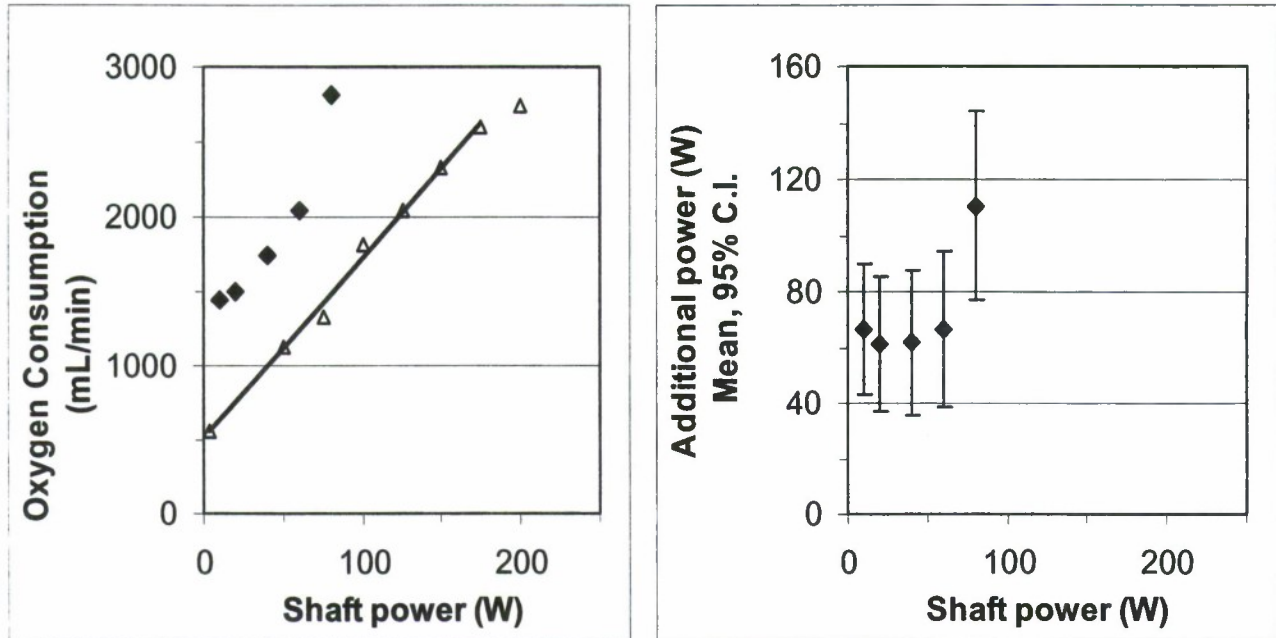 Oxygen Consumption
(mL/min)
3000
2000
1000
0
0 100 200
Shaft power (W)
Additional power (W)
Mean, 95% C.I.
160
120
80
40
0
0 100 200
Shaft power (W)